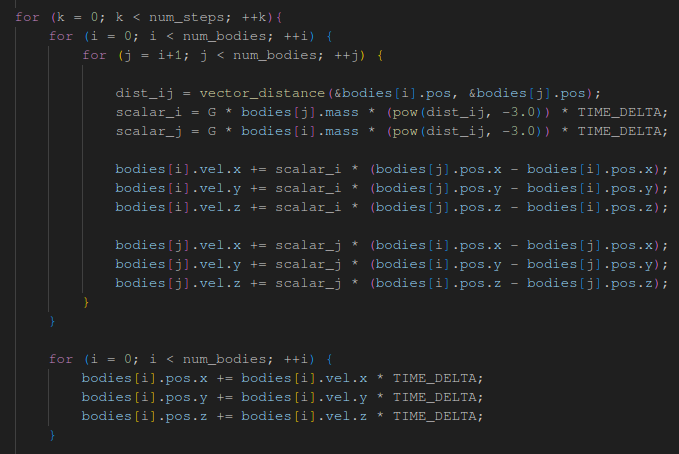 for (k = 0; k < num_steps; ++k){
    for (i = 0; i < num_bodies; ++i) {
        for (j = i+1; j < num_bodies; ++j) {

            dist_ij = vector_distance(&bodies[i].pos, &bodies[j].pos);
            scalar_i = G * bodies[j].mass * (pow(dist_ij, -3.0)) * TIME_DELTA;
            scalar_j = G * bodies[i].mass * (pow(dist_ij, -3.0)) * TIME_DELTA;

            bodies[i].vel.x += scalar_i * (bodies[j].pos.x - bodies[i].pos.x);
            bodies[i].vel.y += scalar_i * (bodies[j].pos.y - bodies[i].pos.y);
            bodies[i].vel.z += scalar_i * (bodies[j].pos.z - bodies[i].pos.z);

            bodies[j].vel.x += scalar_j * (bodies[i].pos.x - bodies[j].pos.x);
            bodies[j].vel.y += scalar_j * (bodies[i].pos.y - bodies[j].pos.y);
            bodies[j].vel.z += scalar_j * (bodies[i].pos.z - bodies[j].pos.z);
        }
    }

    for (i = 0; i < num_bodies; ++i) {
        bodies[i].pos.x += bodies[i].vel.x * TIME_DELTA;
        bodies[i].pos.y += bodies[i].vel.y * TIME_DELTA;
        bodies[i].pos.z += bodies[i].vel.z * TIME_DELTA;
    }